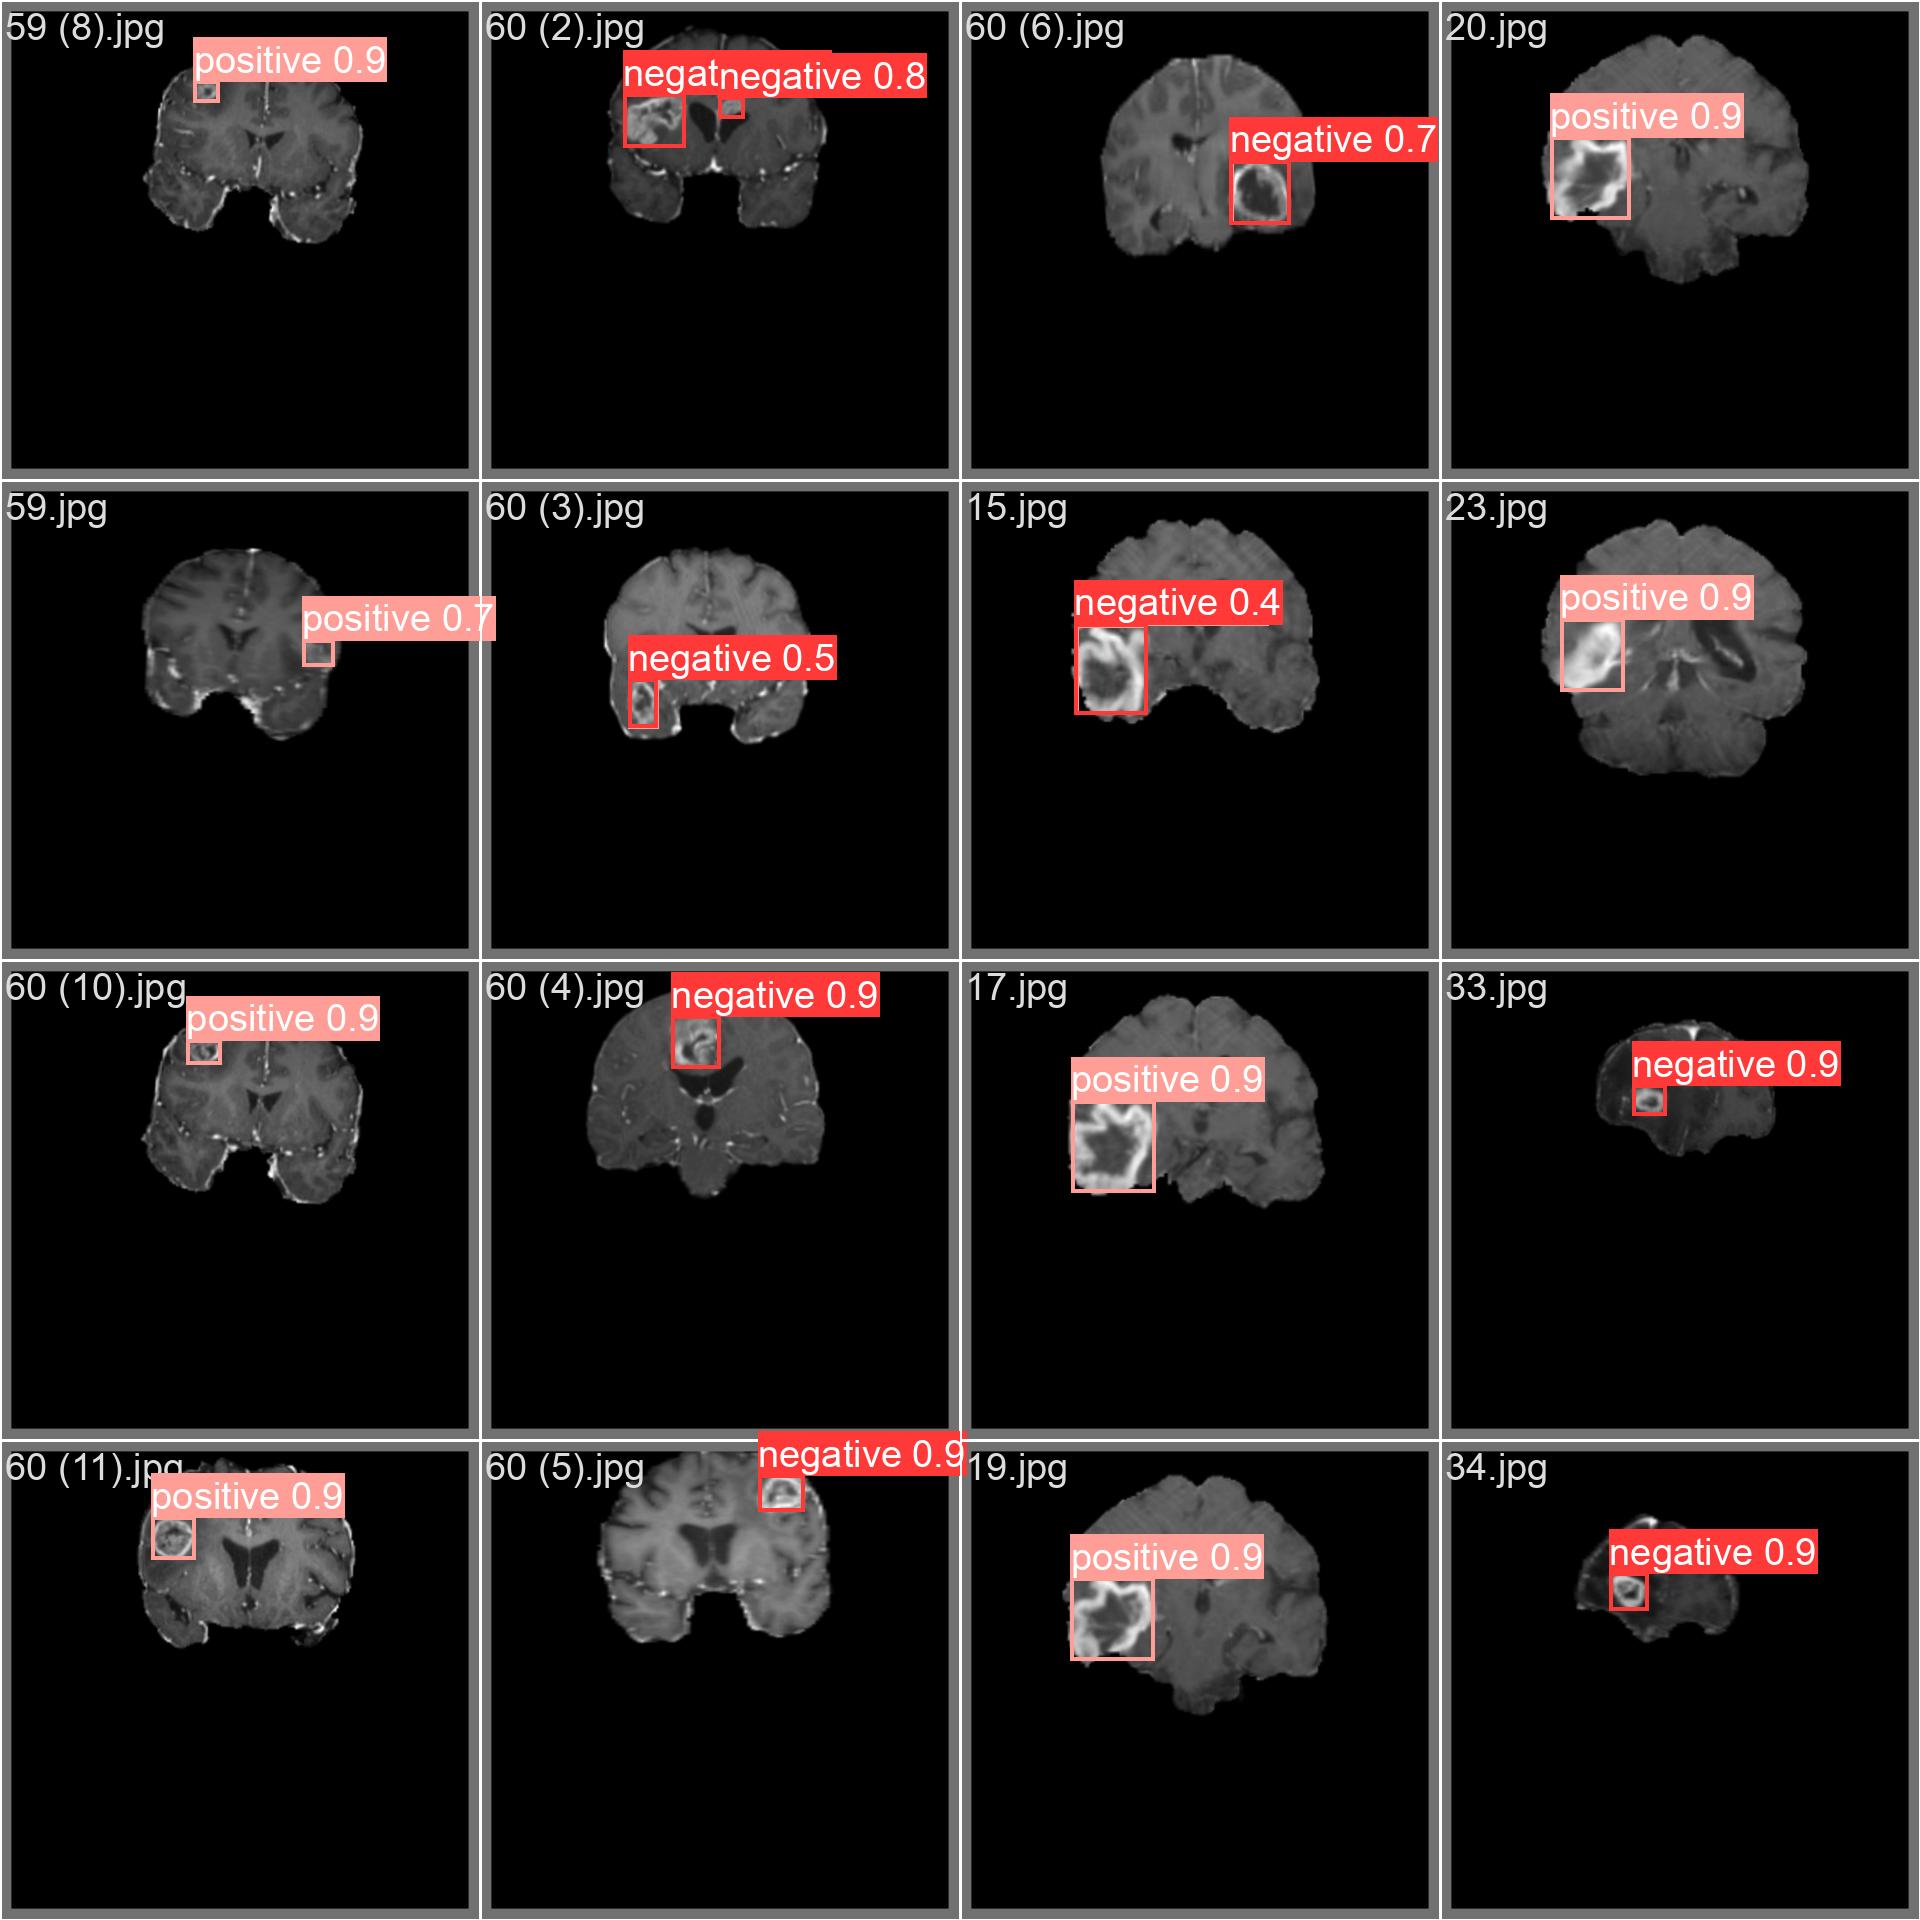 59 (8).jpg
positive 0.9
60 (2).jpg
negat
negative 0.8
60 (6).jpg
negative 0.7
20.jpg
positive 0.9
59.jpg
positive 0.7
60 (3).jpg
negative 0.5
15.jpg
negative 0.4
23.jpg
positive 0.9
60 (10).jpg
positive 0.9
60 (4).jpg
negative 0.9
17.jpg
positive 0.9
33.jpg
negative 0.9
60 (11).jpg
positive 0.9
60 (5).jpg
negative 0.9
19.jpg
positive 0.9
34.jpg
negative 0.9